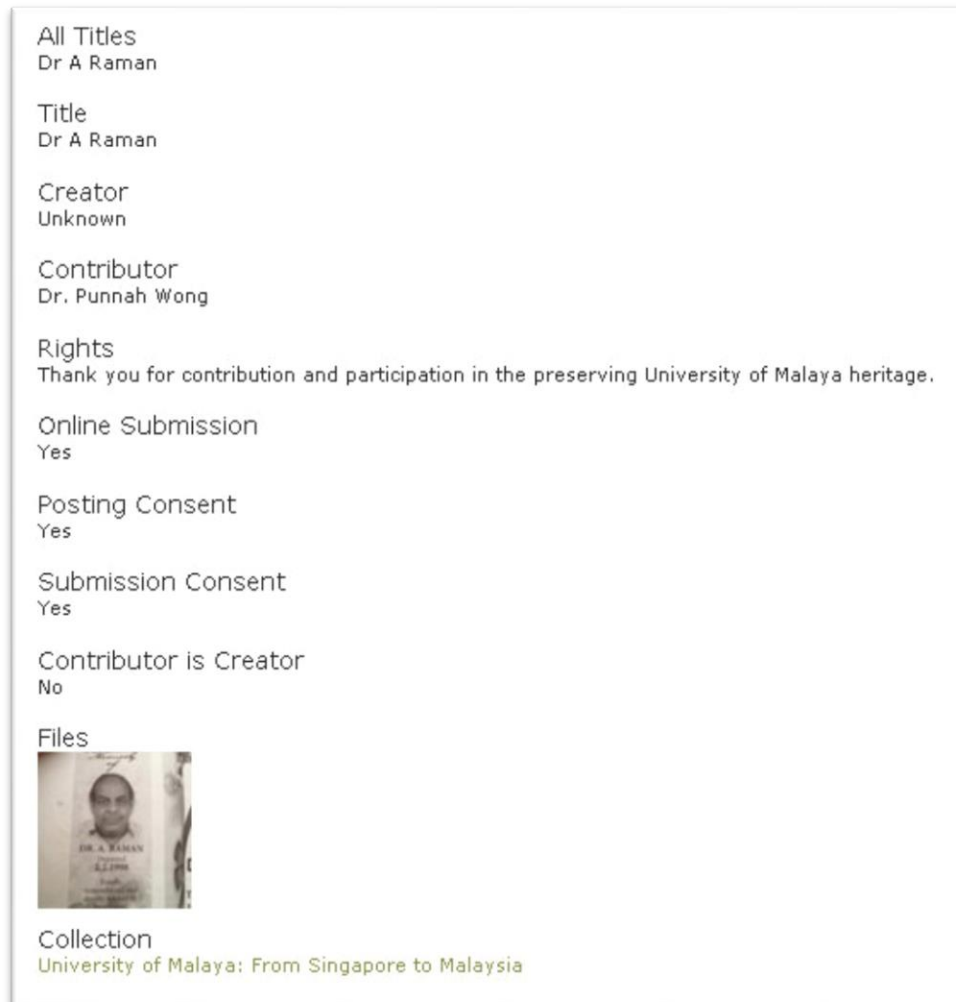 All Titles
Dr A Raman
Title
Dr A Raman
Creator
Unknown
Contributor
Dr. Punnah Wong
Rights
Thank you for contribution and participation in the preserving University of Malaya heritage.
Online Submission
Yes
Posting Consent
Yes
Submission Consent
Yes
Contributor is Creator
No
Files
DR. A. RAMAN
Collection
University of Malaya: From Singapore to Malaysia